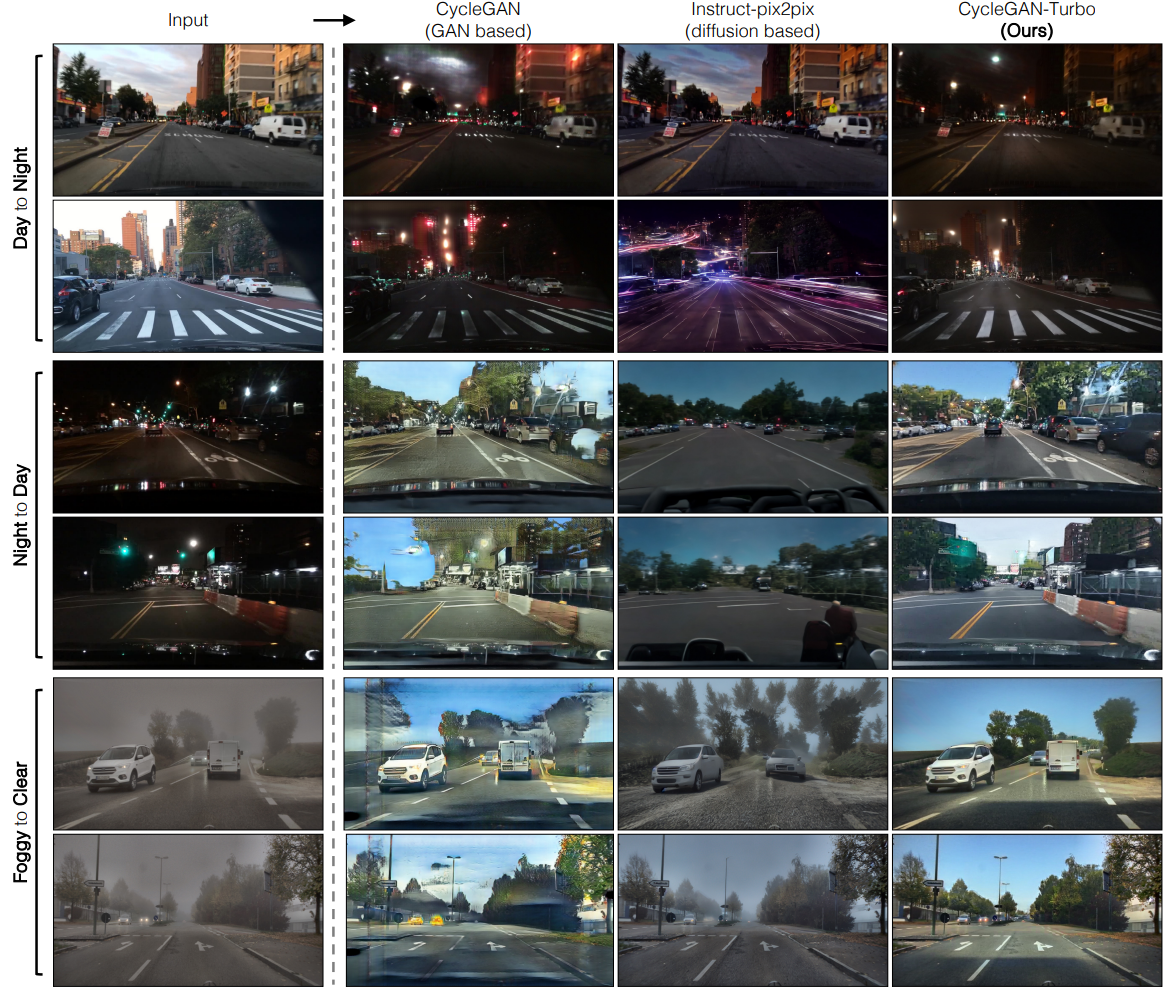 Input
CycleGAN
(GAN based)
Instruct-pix2pix
(diffusion based)
CycleGAN-Turbo
(Ours)
Day to Night
Night to Day
Foggy to Clear